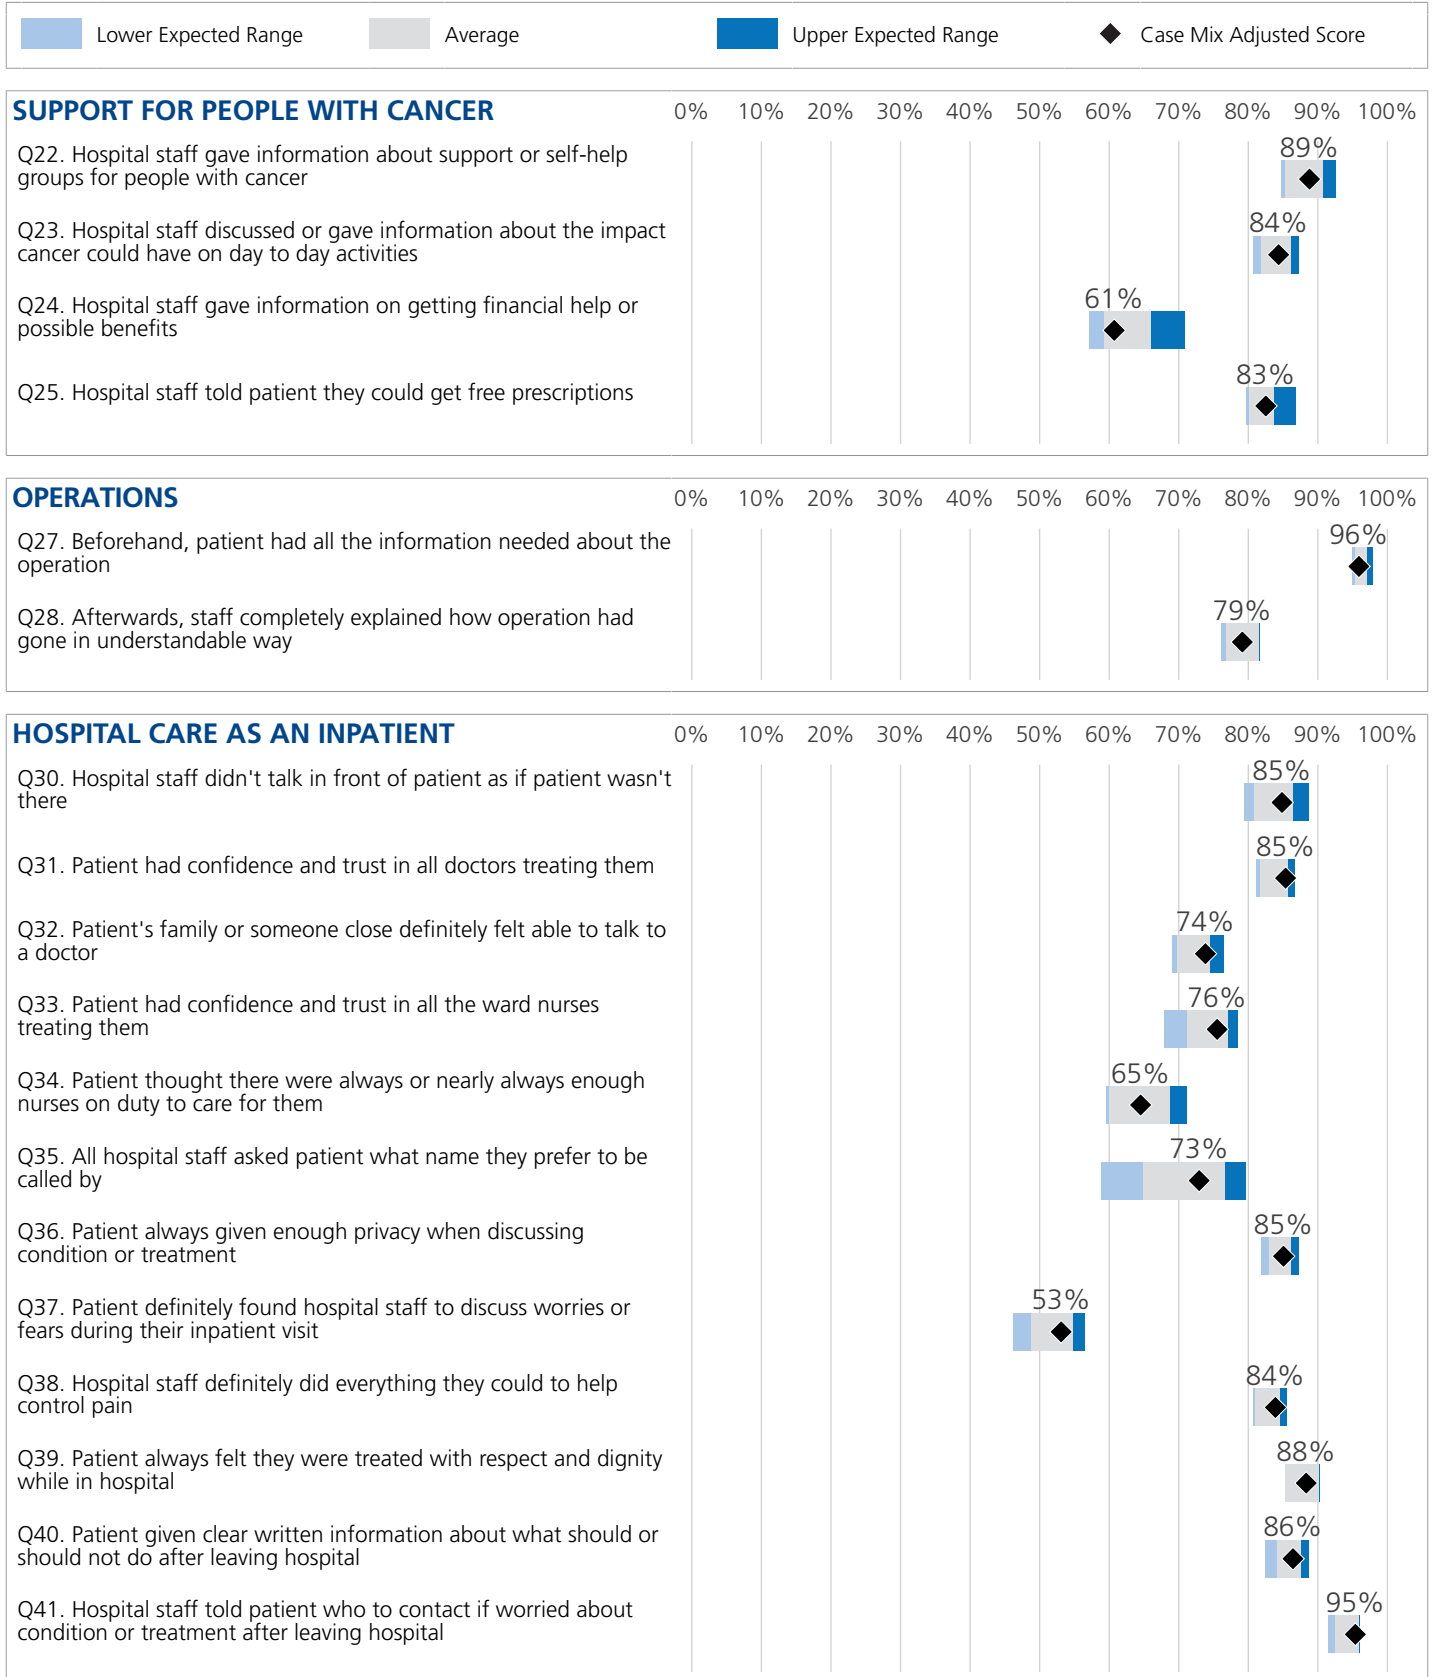 Lower Expected Range Average Upper Expected Range Case Mix Adjusted Score
SUPPORT FOR PEOPLE WITH CANCER 0% 10% 20% 30% 40% 50% 60% 70% 80% 90% 100%
Q22. Hospital staff gave information about support or self-help
groups for people with cancer
89%
Q23. Hospital staff discussed or gave information about the impact
cancer could have on day to day activities
84%
Q24. Hospital staff gave information on getting financial help or
possible benefits
61%
Q25. Hospital staff told patient they could get free prescriptions
83%
OPERATIONS 0% 10% 20% 30% 40% 50% 60% 70% 80% 90% 100%
Q27. Beforehand, patient had all the information needed about the
operation
96%
Q28. Afterwards, staff completely explained how operation had
gone in understandable way
79%
HOSPITAL CARE AS AN INPATIENT 0% 10% 20% 30% 40% 50% 60% 70% 80% 90% 100%
Q30. Hospital staff didn't talk in front of patient as if patient wasn't
there
85%
Q31. Patient had confidence and trust in all doctors treating them
85%
Q32. Patient's family or someone close definitely felt able to talk to
a doctor
74%
Q33. Patient had confidence and trust in all the ward nurses
treating them
76%
Q34. Patient thought there were always or nearly always enough
nurses on duty to care for them
65%
Q35. All hospital staff asked patient what name they prefer to be
called by
73%
Q36. Patient always given enough privacy when discussing
condition or treatment
85%
Q37. Patient definitely found hospital staff to discuss worries or
fears during their inpatient visit
53%
Q38. Hospital staff definitely did everything they could to help
control pain
84%
Q39. Patient always felt they were treated with respect and dignity
while in hospital
88%
Q40. Patient given clear written information about what should or
should not do after leaving hospital
86%
Q41. Hospital staff told patient who to contact if worried about
condition or treatment after leaving hospital
95%